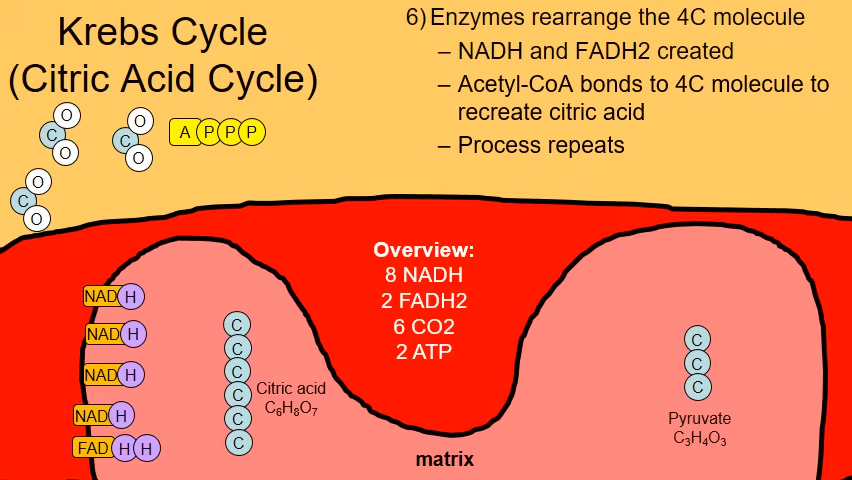 Krebs Cycle
(Citric Acid Cycle)
6) Enzymes rearrange the 4C molecule
– NADH and FADH2 created
– Acetyl-CoA bonds to 4C molecule to
recreate citric acid
– Process repeats
O
C
O
O
C
O
A P P P
O
C
O
Overview:
8 NADH
2 FADH2
6 CO2
2 ATP
NAD H
NAD H
NAD H
NAD H
FAD H H
C
C
C
C
C
C
Citric acid
C₆H₈O₇
C
C
C
Pyruvate
C₃H₄O₃
matrix